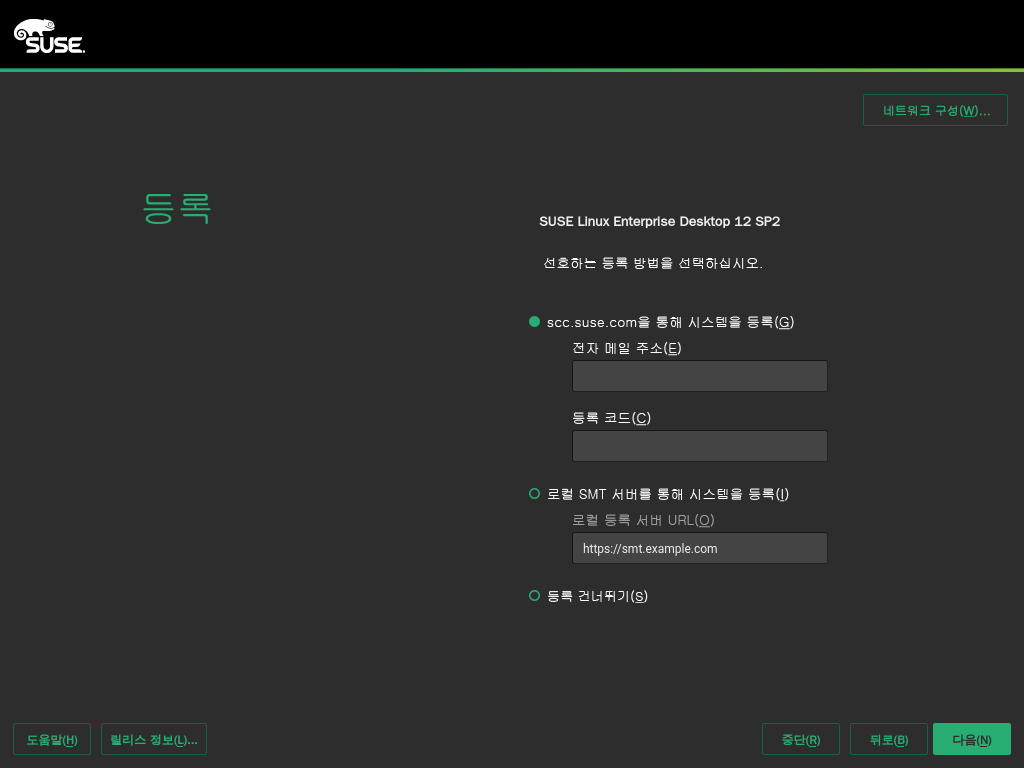 SUSE
네트워크 구성(W)...
등록
SUSE Linux Enterprise Desktop 12 SP2
선호하는 등록 방법을 선택하십시오.
scc.suse.com을 통해 시스템을 등록(G)
전자 메일 주소(E)
등록 코드(C)
로컬 SMT 서버를 통해 시스템을 등록(I)
로컬 등록 서버 URL(O)
https://smt.example.com
등록 건너뛰기(S)
도움말(H) 릴리스 정보(L)... 중단(R) 뒤로(B) 다음(N)